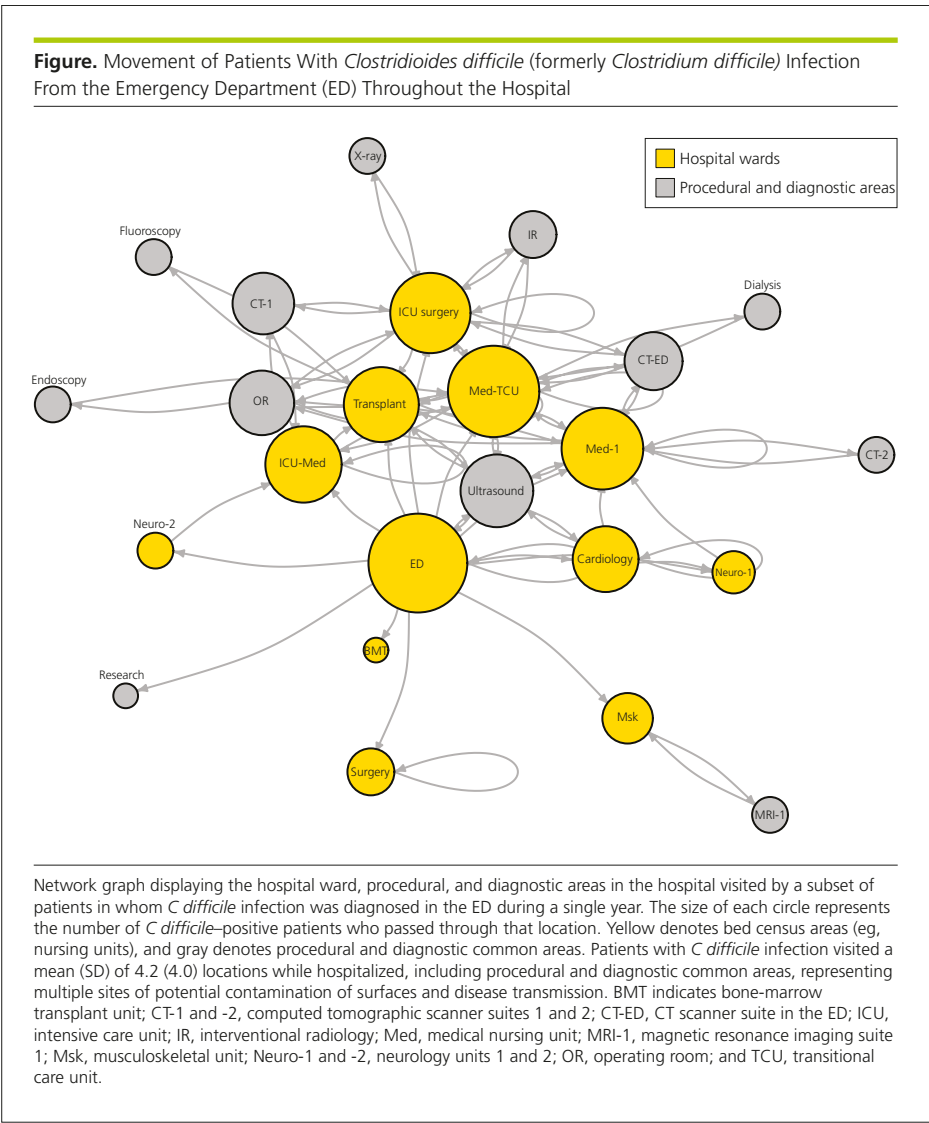 Figure. Movement of Patients With Clostridioides difficile (formerly Clostridium difficile) Infection
From the Emergency Department (ED) Throughout the Hospital
X-ray
Hospital wards
Procedural and diagnostic areas
Fluoroscopy
IR
CT-1
ICU surgery
Dialysis
CT-ED
Endoscopy
OR
Transplant
Med-TCU
ICU-Med
Med-1
CT-2
Ultrasound
Neuro-2
ED
Cardiology
Neuro-1
BMT
Research
Msk
Surgery
MRI-1
Network graph displaying the hospital ward, procedural, and diagnostic areas in the hospital visited by a subset of
patients in whom C difficile infection was diagnosed in the ED during a single year. The size of each circle represents
the number of C difficile–positive patients who passed through that location. Yellow denotes bed census areas (eg,
nursing units), and gray denotes procedural and diagnostic common areas. Patients with C difficile infection visited a
mean (SD) of 4.2 (4.0) locations while hospitalized, including procedural and diagnostic common areas, representing
multiple sites of potential contamination of surfaces and disease transmission. BMT indicates bone-marrow
transplant unit; CT-1 and -2, computed tomographic scanner suites 1 and 2; CT-ED, CT scanner suite in the ED; ICU,
intensive care unit; IR, interventional radiology; Med, medical nursing unit; MRI-1, magnetic resonance imaging suite
1; Msk, musculoskeletal unit; Neuro-1 and -2, neurology units 1 and 2; OR, operating room; and TCU, transitional
care unit.